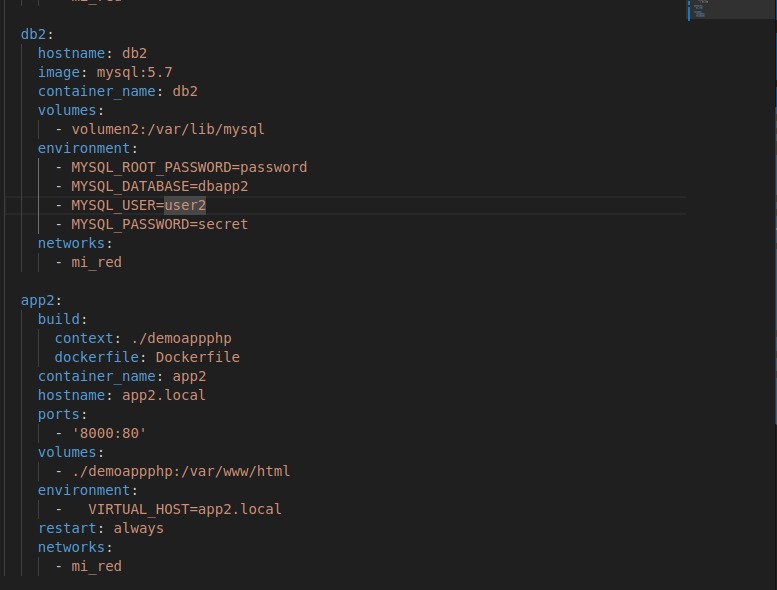 db2:
hostname: db2
image: mysql:5.7
container_name: db2
volumes:
- volumen2:/var/lib/mysql
environment:
- MYSQL_ROOT_PASSWORD=password
- MYSQL_DATABASE=dbapp2
- MYSQL_USER=user2
- MYSQL_PASSWORD=secret
networks:
- mi_red
app2:
build:
context: ./demoappphp
dockerfile: Dockerfile
container_name: app2
hostname: app2.local
ports:
- '8000:80'
volumes:
- ./demoappphp:/var/www/html
environment:
-   VIRTUAL_HOST=app2.local
restart: always
networks:
- mi_red